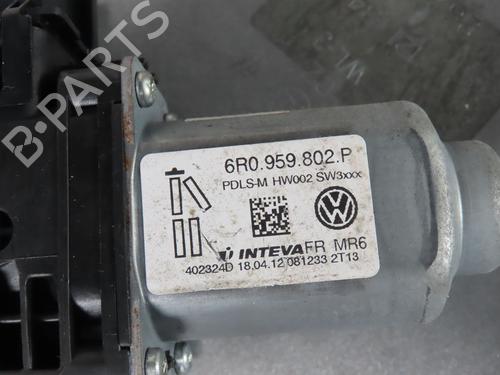 B-PARTS
6R0.959.802.P
PDLS-M HW002 SW3xxx
INTEVA FR MR6
402324D 18.04.12 081233 2T13